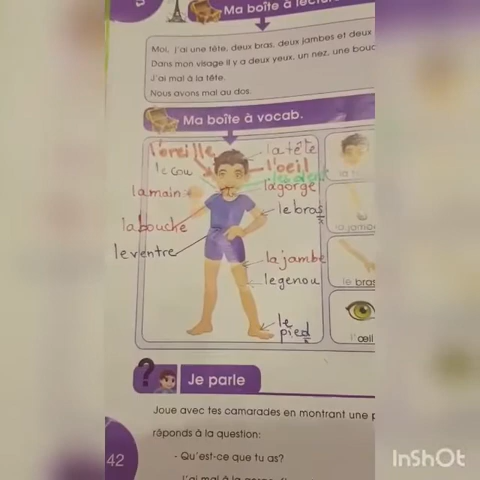 Ma boîte à lecture
Moi, j'ai une tête, deux bras, deux jambes et deux
Dans mon visage il y a deux yeux, un nez, une bouc
J'ai mal à la tête.
Nous avons mal au dos.
Ma boîte à vocab.
l'oreille
la tête
le cou
l'oeil
la main
la gorge
le bras
la bouche
le ventre
la jambe
le genou
le
pied
la jambe
le bras
l'œil
Je parle
Joue avec tes camarades en montrant une p
réponds à la question:
- Qu'est-ce que tu as?
42
InShOt